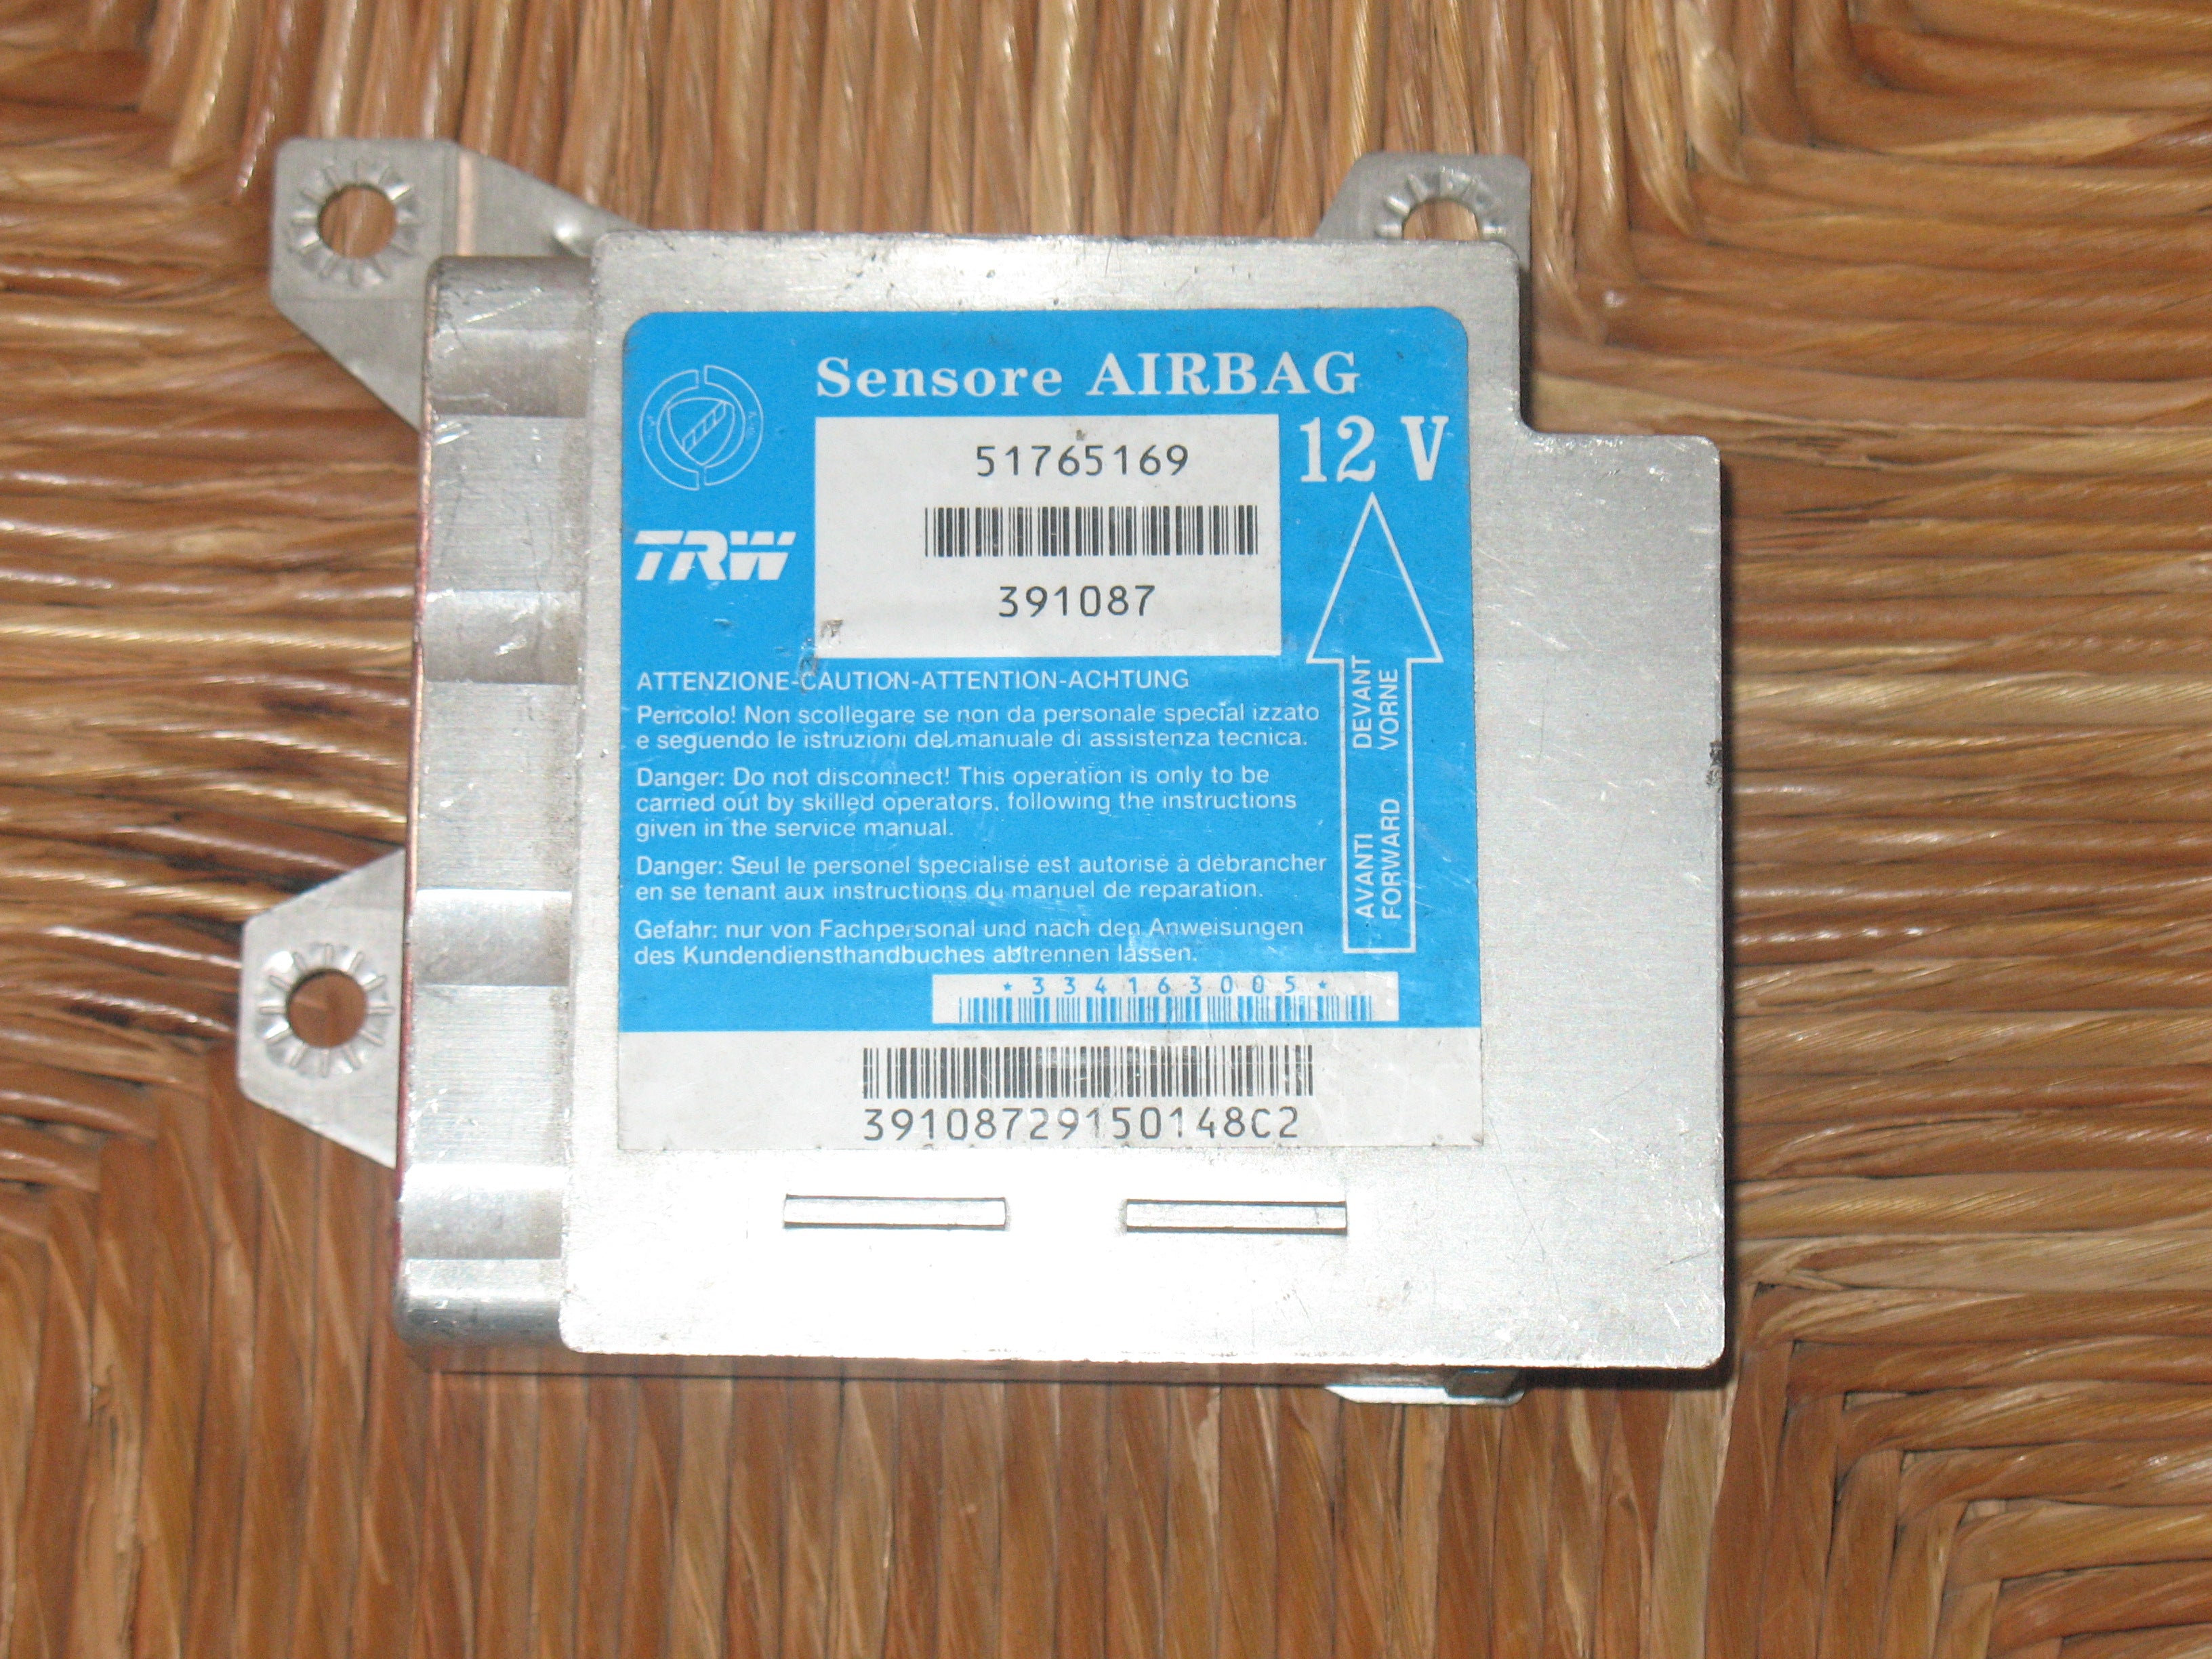 Sensore AIRBAG
12 V
51765169
TRW
391087
ATTENZIONE-CAUTION-ATTENTION-ACHTUNG
Pericolo! Non scollegare se non da personale special izzato
e seguendo le istruzioni del manuale di assistenza tecnica.
Danger: Do not disconnect! This operation is only to be
carried out by skilled operators, following the instructions
given in the service manual.
Danger: Seul le personel specialisé est autorisé à débrancher
en se tenant aux instructions du manuel de reparation.
Gefahr: nur von Fachpersonal und nach den Anweisungen
des Kundendiensthandbuches abtrennen lassen.
AVANTI DEVANT
FORWARD VORNE
*334163005*
39108729150148C2